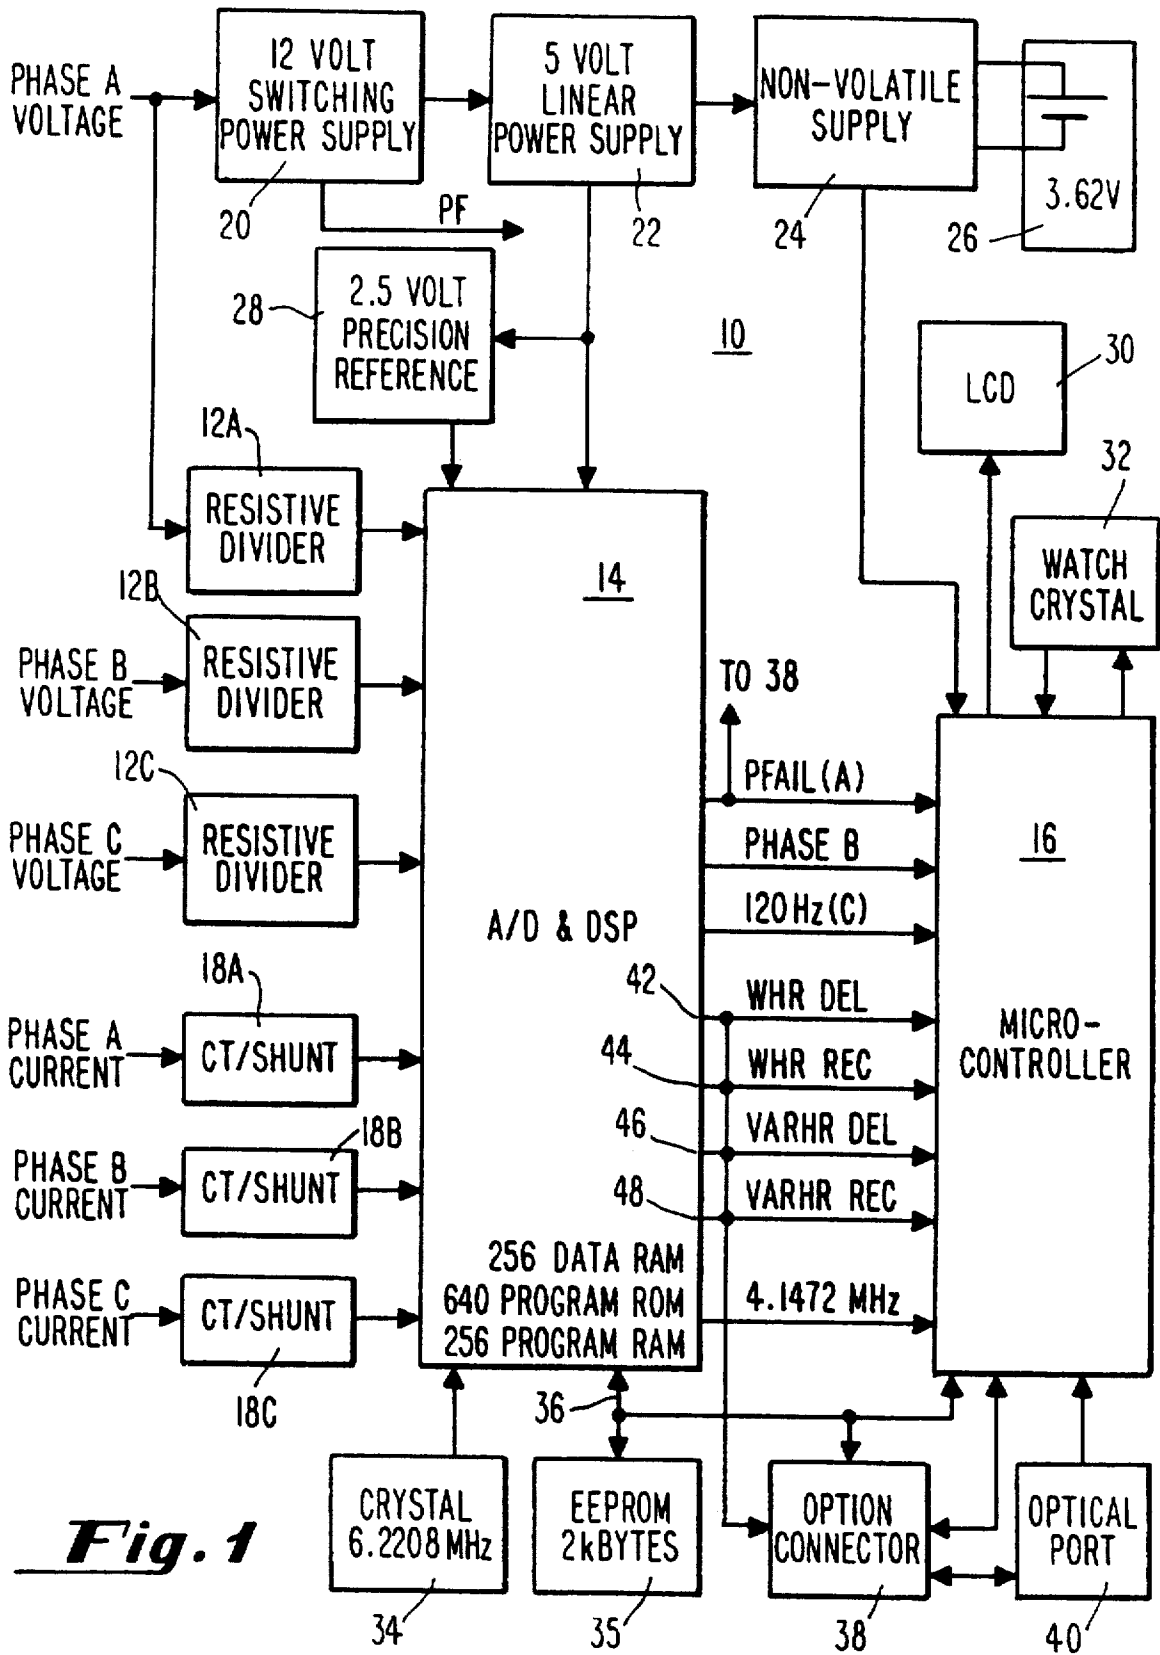 PHASE A
VOLTAGE
12 VOLT
SWITCHING
POWER SUPPLY
20
PF
5 VOLT
LINEAR
POWER SUPPLY
22
NON-VOLATILE
SUPPLY
24
3.62V
26
28
2.5 VOLT
PRECISION
REFERENCE
10
LCD
30
32
WATCH
CRYSTAL
12A
RESISTIVE
DIVIDER
12B
PHASE B
VOLTAGE
RESISTIVE
DIVIDER
12C
PHASE C
VOLTAGE
RESISTIVE
DIVIDER
18A
PHASE A
CURRENT
CT/SHUNT
18B
PHASE B
CURRENT
CT/SHUNT
PHASE C
CURRENT
CT/SHUNT
18C
14
A/D & DSP
256 DATA RAM
640 PROGRAM ROM
256 PROGRAM RAM
TO 38
PFAIL(A)
PHASE B
120Hz(C)
42
WHR DEL
44
WHR REC
46
VARHR DEL
48
VARHR REC
4.1472 MHz
16
MICRO-
CONTROLLER
36
CRYSTAL
6.2208MHz
34
EEPROM
2kBYTES
35
OPTION
CONNECTOR
38
OPTICAL
PORT
40
Fig. 1